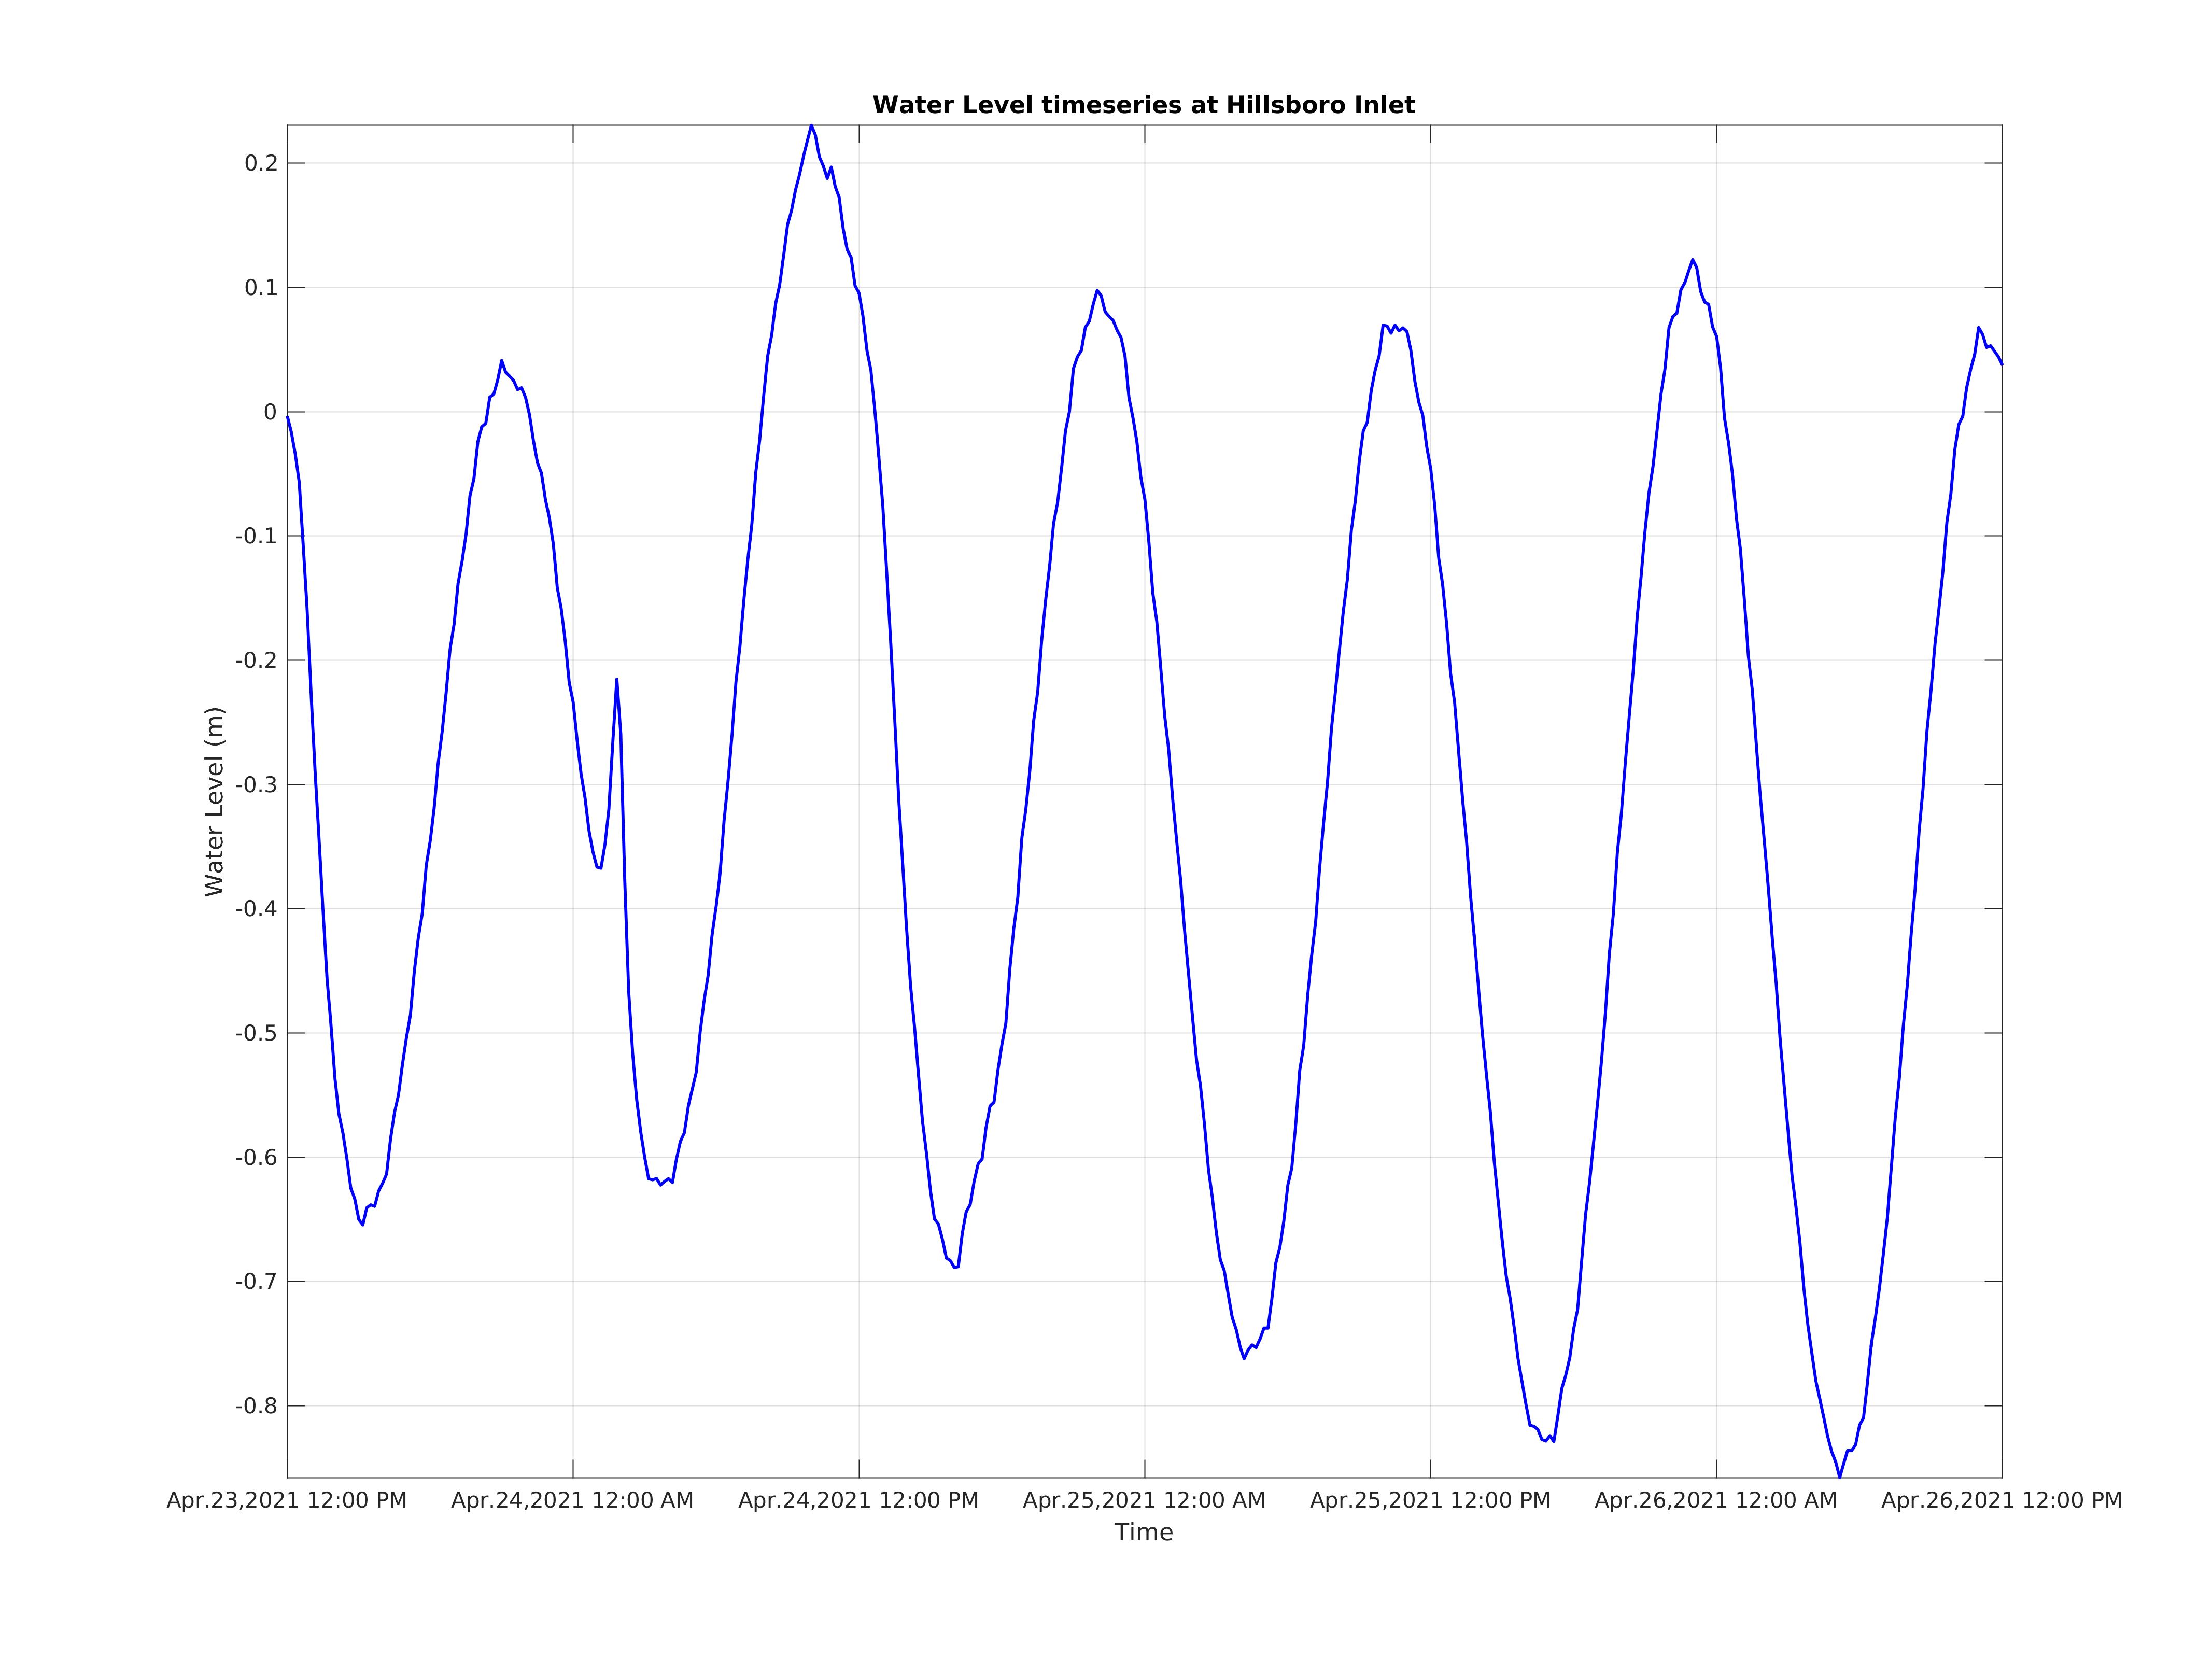 Water Level timeseries at Hillsboro Inlet
0.2
0.1
0
-0.1
-0.2
-0.3
-0.4
-0.5
-0.6
-0.7
-0.8
Water Level (m)
Apr.23,2021 12:00 PM Apr.24,2021 12:00 AM Apr.24,2021 12:00 PM Apr.25,2021 12:00 AM Apr.25,2021 12:00 PM Apr.26,2021 12:00 AM Apr.26,2021 12:00 PM
Time